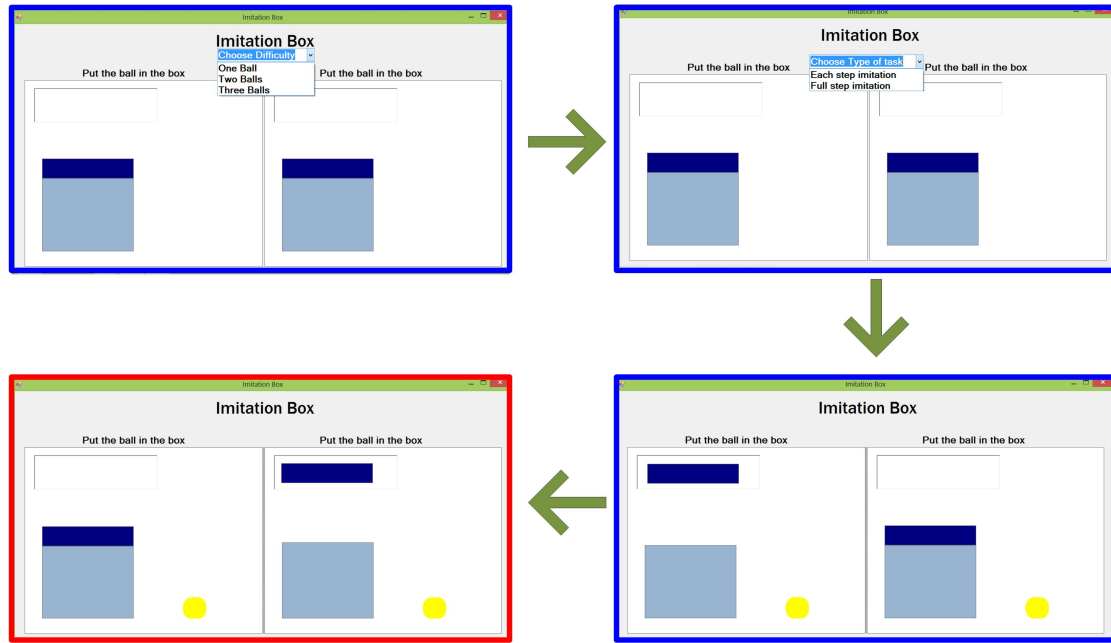 Imitation Box
Imitation Box
Choose Difficulty
One Ball
Two Balls
Three Balls
Put the ball in the box
Put the ball in the box
Imitation Box
Imitation Box
Choose Type of task
Each step imitation
Full step imitation
Put the ball in the box
Put the ball in the box
Imitation Box
Imitation Box
Put the ball in the box
Put the ball in the box
Imitation Box
Imitation Box
Put the ball in the box
Put the ball in the box